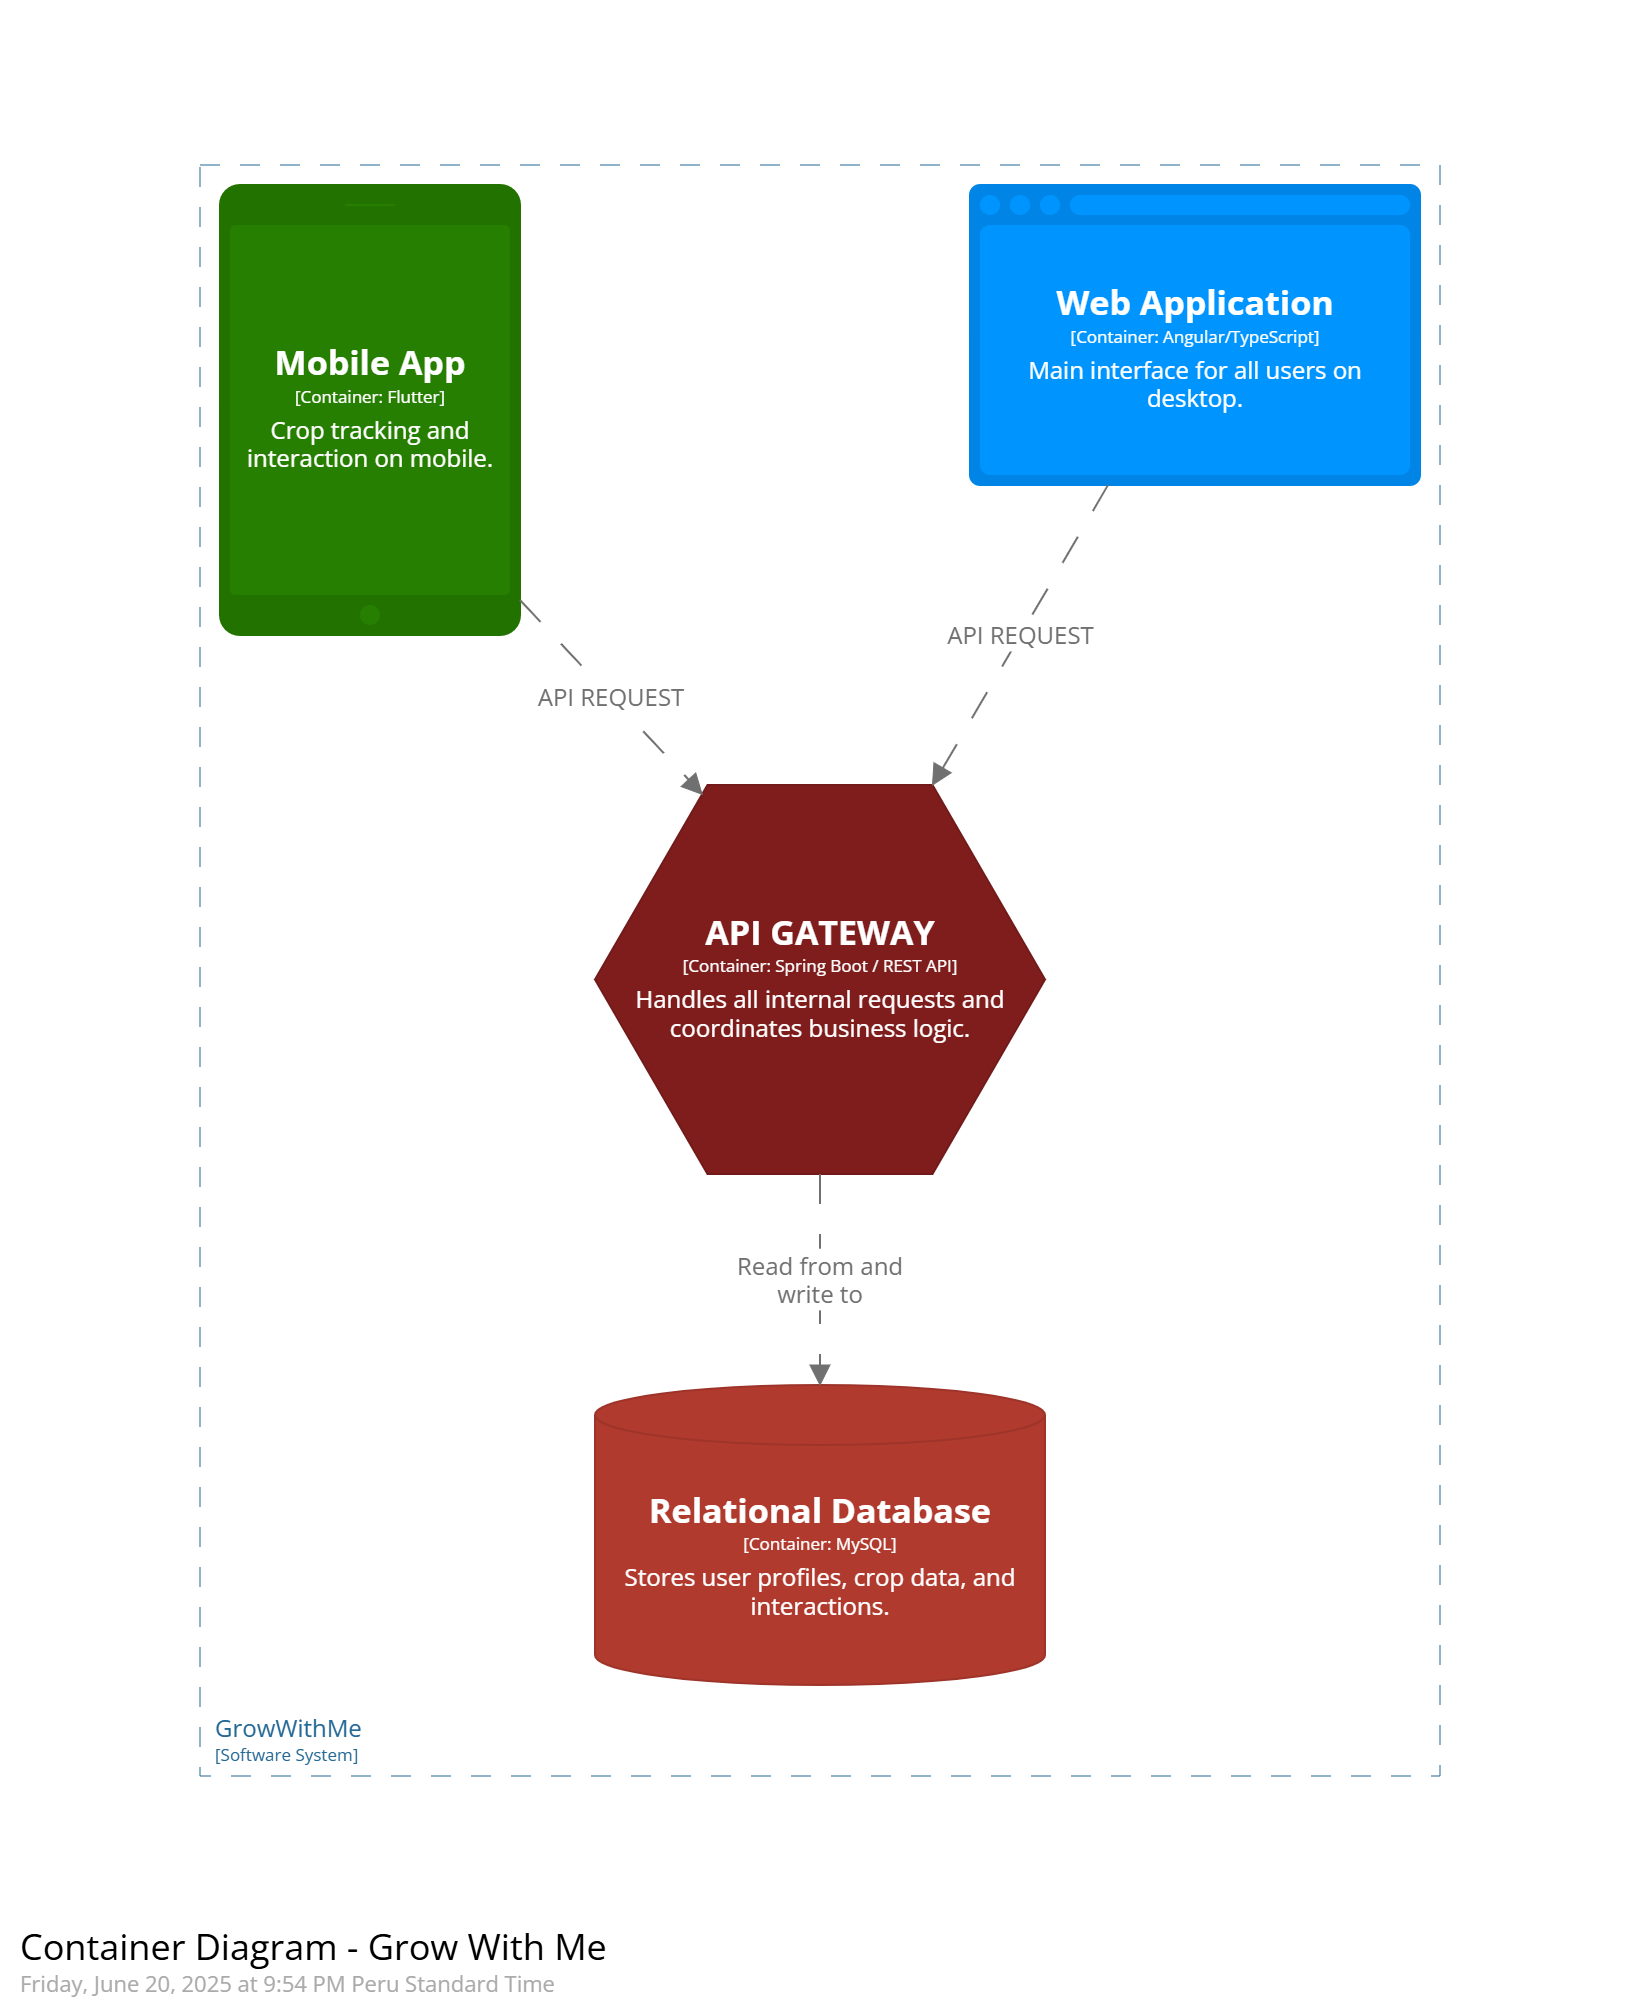 Mobile App
[Container: Flutter]
Crop tracking and
interaction on mobile.
Web Application
[Container: Angular/TypeScript]
Main interface for all users on
desktop.
API REQUEST
API REQUEST
API GATEWAY
[Container: Spring Boot / REST API]
Handles all internal requests and
coordinates business logic.
Read from and
write to
Relational Database
[Container: MySQL]
Stores user profiles, crop data, and
interactions.
GrowWithMe
[Software System]
Container Diagram - Grow With Me
Friday, June 20, 2025 at 9:54 PM Peru Standard Time